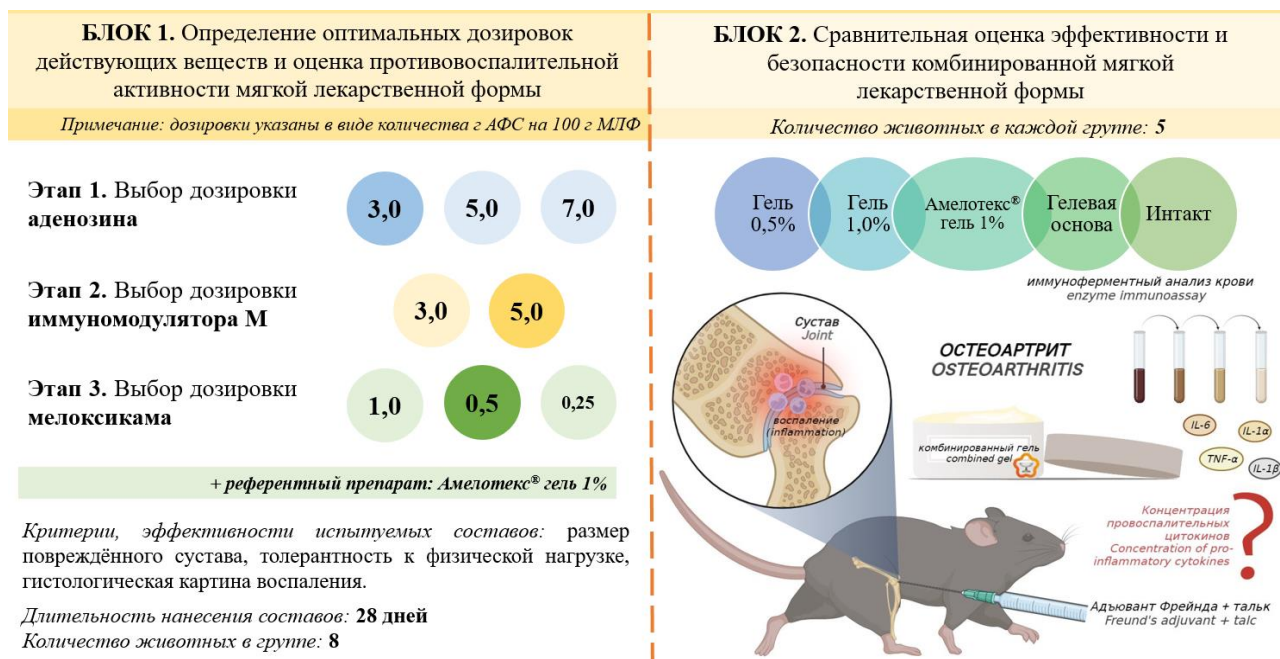 БЛОК 1. Определение оптимальных дозировок
действующих веществ и оценка противовоспалительной
активности мягкой лекарственной формы
Примечание: дозировки указаны в виде количества г АФС на 100 г МЛФ
Этап 1. Выбор дозировки
аденозина
3,0
5,0
7,0
Этап 2. Выбор дозировки
иммуномодулятора М
3,0
5,0
Этап 3. Выбор дозировки
мелоксикама
1,0
0,5
0,25
+ референтный препарат: Амелотекс® гель 1%
Критерии, эффективности испытуемых составов: размер
повреждённого сустава, толерантность к физической нагрузке,
гистологическая картина воспаления.
Длительность нанесения составов: 28 дней
Количество животных в группе: 8
БЛОК 2. Сравнительная оценка эффективности и
безопасности комбинированной мягкой
лекарственной формы
Количество животных в каждой группе: 5
Гель
0,5%
Гель
1,0%
Амелотекс®
гель 1%
Гелевая
основа
Интакт
иммуноферментный анализ крови
enzyme immunoassay
Сустав
Joint
воспаление
(inflammation)
ОСТЕОАРТРИТ
OSTEOARTHRITIS
комбинированный гель
combined gel
IL-6
IL-1α
TNF-α
IL-1β
Концентрация
провоспалительных
цитокинов
Concentration of pro-
inflammatory cytokines
?
Адъювант Фрейнда + тальк
Freund's adjuvant + talc